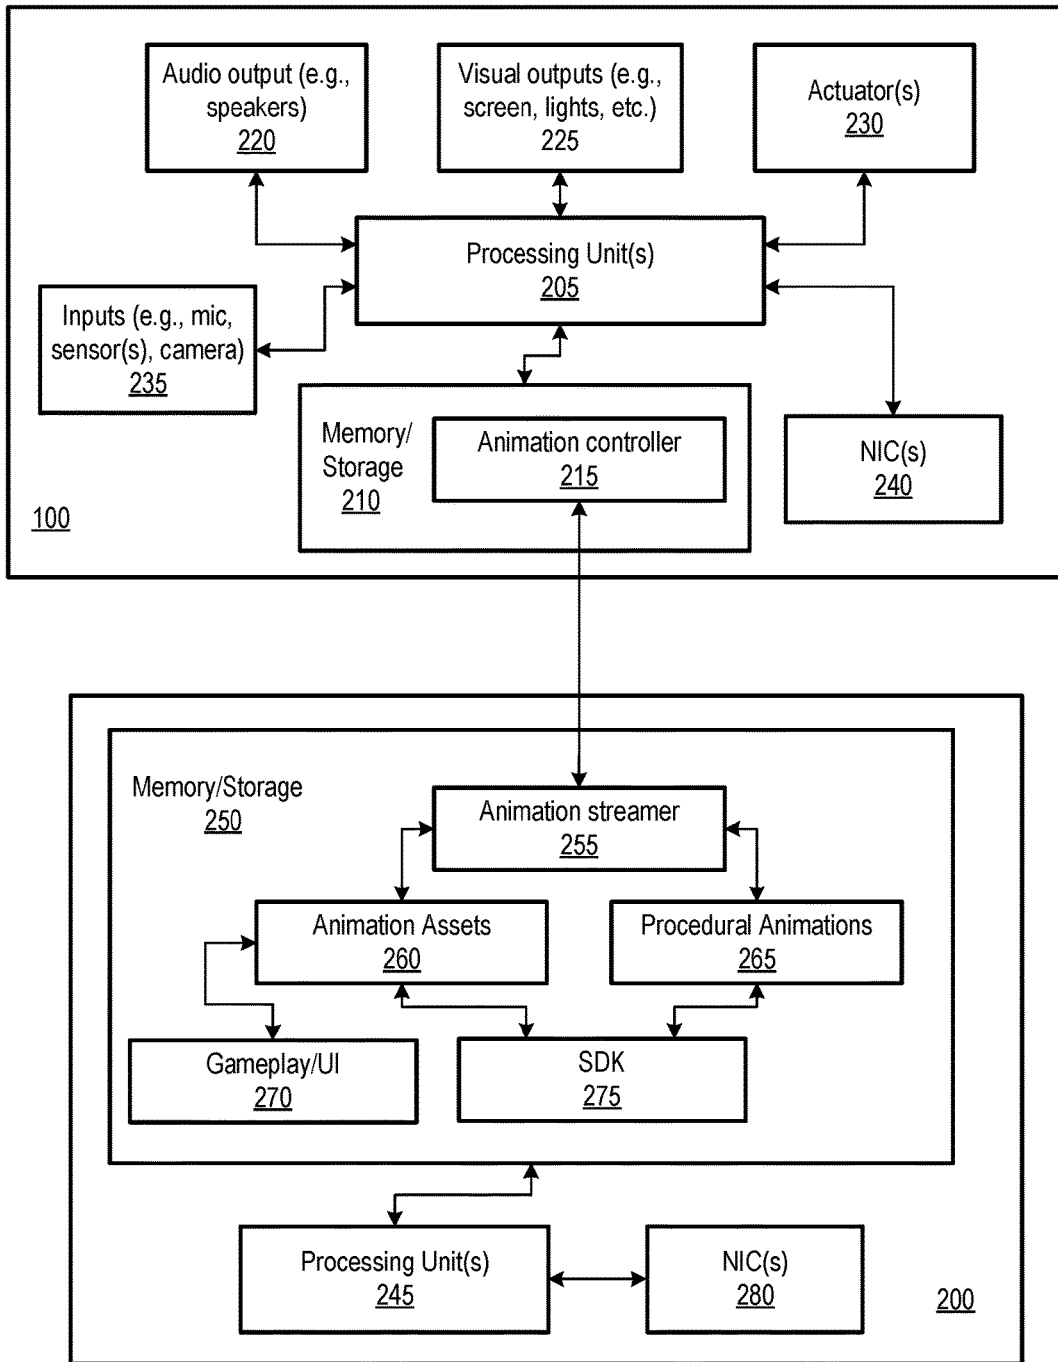 Audio output (e.g.,
speakers)
220
Visual outputs (e.g.,
screen, lights, etc.)
225
Actuator(s)
230
Processing Unit(s)
205
Inputs (e.g., mic,
sensor(s), camera)
235
Memory/
Storage
210
Animation controller
215
NIC(s)
240
100
Memory/Storage
250
Animation streamer
255
Animation Assets
260
Procedural Animations
265
Gameplay/UI
270
SDK
275
Processing Unit(s)
245
NIC(s)
280
200